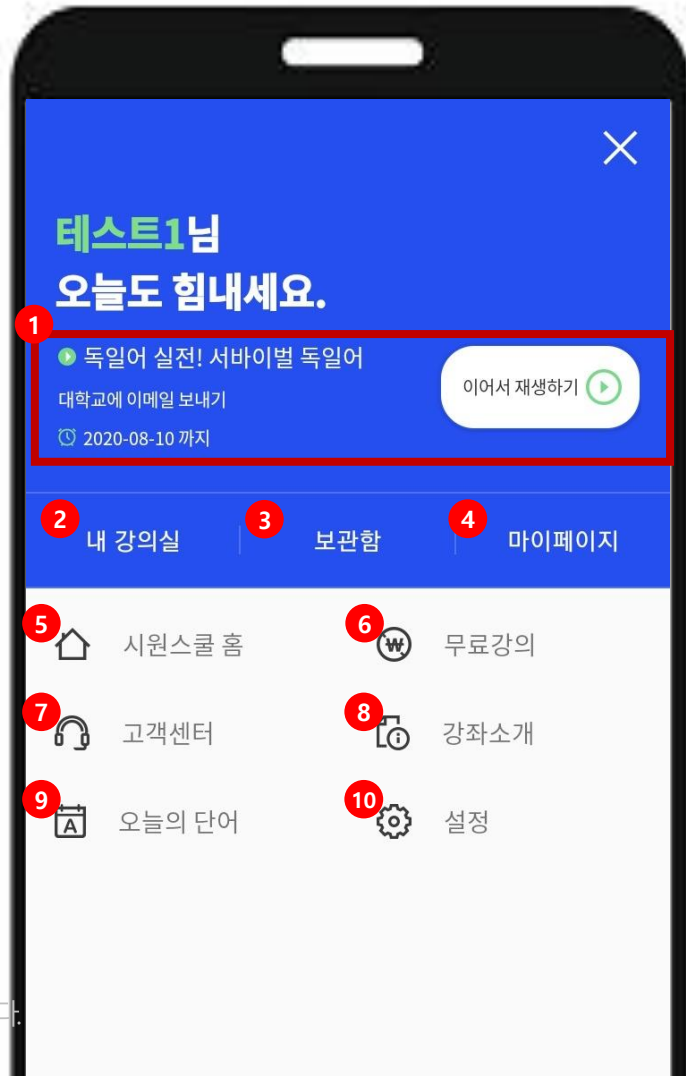 테스트1님
오늘도 힘내세요.
1
독일어 실전! 서바이벌 독일어
대학교에 이메일 보내기
이어서 재생하기
2020-08-10 까지
2 내 강의실
3 보관함
4 마이페이지
5 시원스쿨 홈
6 무료강의
7 고객센터
8 강좌소개
9 A 오늘의 단어
10 설정
다.